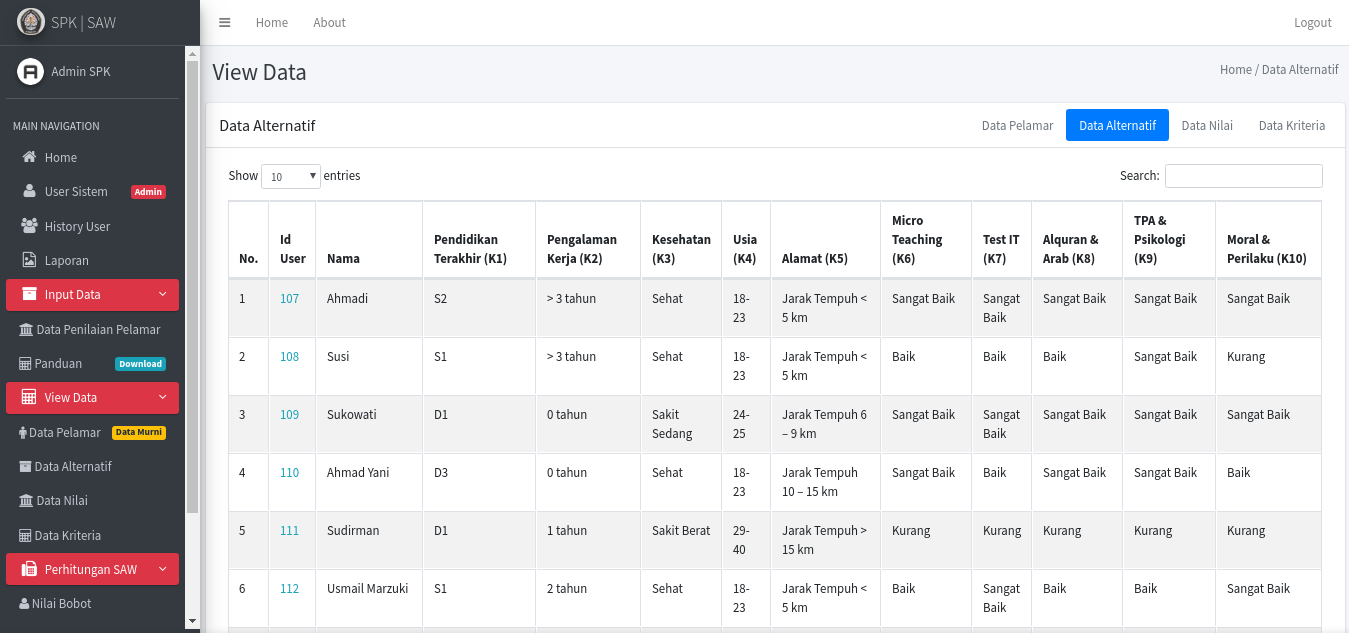 SPK | SAW
Home
About
Logout
Admin SPK
MAIN NAVIGATION
Home
User Sistem Admin
History User
Laporan
Input Data
Data Penilaian Pelamar
Panduan Download
View Data
Data Pelamar Data Murni
Data Alternatif
Data Nilai
Data Kriteria
Perhitungan SAW
Nilai Bobot
View Data
Home / Data Alternatif
Data Alternatif
Data Pelamar Data Alternatif Data Nilai Data Kriteria
Show 10 entries Search:
No. Id User Nama Pendidikan Terakhir (K1) Pengalaman Kerja (K2) Kesehatan (K3) Usia (K4) Alamat (K5) Micro Teaching (K6) Test IT (K7) Alquran & Arab (K8) TPA & Psikologi (K9) Moral & Perilaku (K10)
1 107 Ahmadi S2 > 3 tahun Sehat 18-23 Jarak Tempuh < 5 km Sangat Baik Sangat Baik Sangat Baik Sangat Baik Sangat Baik
2 108 Susi S1 > 3 tahun Sehat 18-23 Jarak Tempuh < 5 km Baik Baik Baik Sangat Baik Kurang
3 109 Sukowati D1 0 tahun Sakit Sedang 24-25 Jarak Tempuh 6 – 9 km Sangat Baik Sangat Baik Sangat Baik Sangat Baik Sangat Baik
4 110 Ahmad Yani D3 0 tahun Sehat 18-23 Jarak Tempuh 10 – 15 km Sangat Baik Baik Sangat Baik Sangat Baik Baik
5 111 Sudirman D1 1 tahun Sakit Berat 29-40 Jarak Tempuh > 15 km Kurang Kurang Kurang Kurang Kurang
6 112 Usmail Marzuki S1 2 tahun Sehat 18-23 Jarak Tempuh < 5 km Baik Sangat Baik Baik Baik Sangat Baik